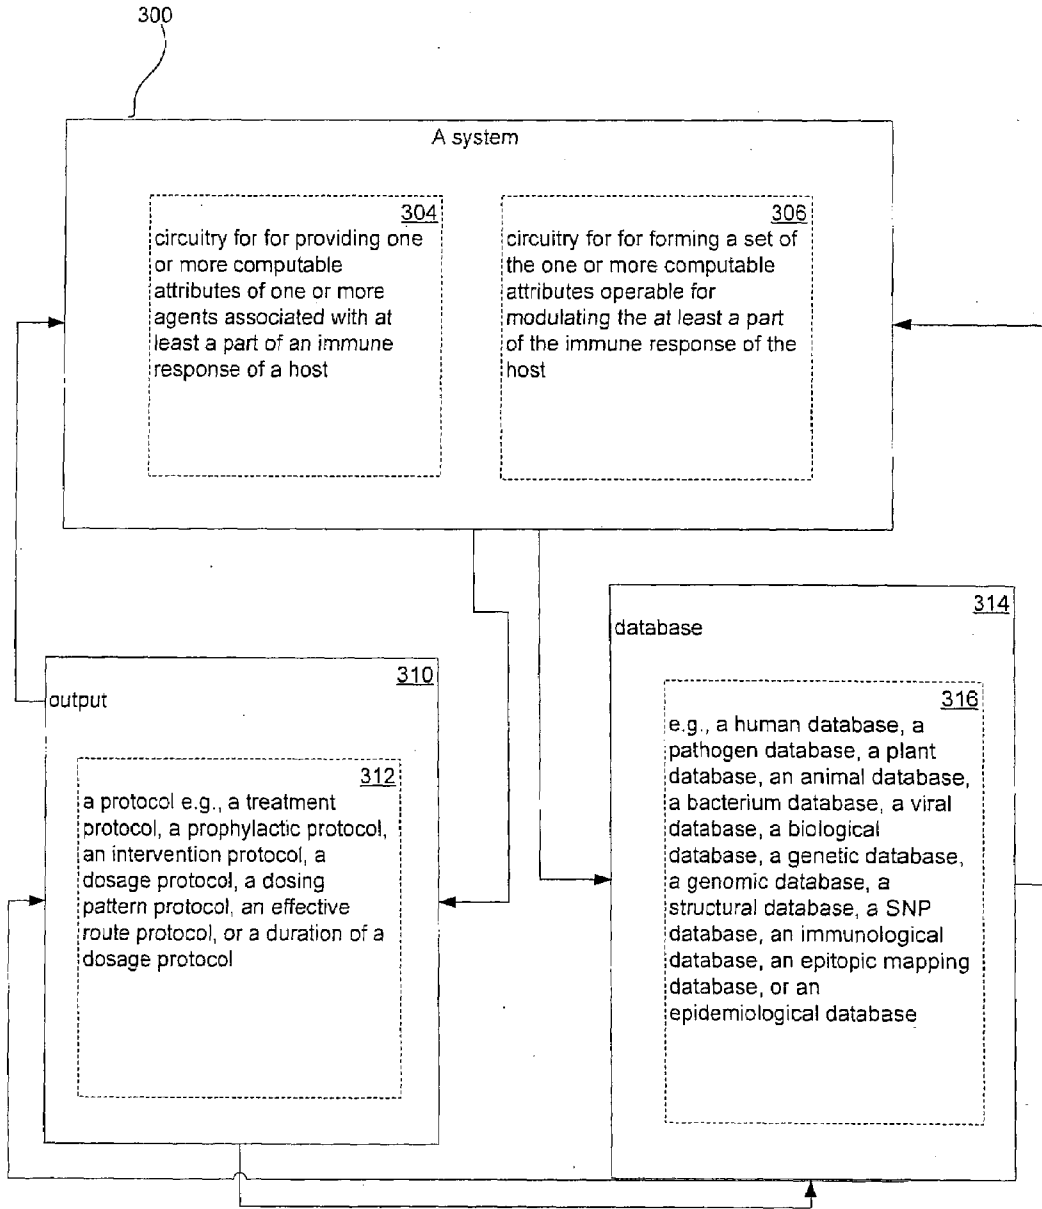 300
A system
304
circuitry for for providing one
or more computable
attributes of one or more
agents associated with at
least a part of an immune
response of a host
306
circuitry for for forming a set of
the one or more computable
attributes operable for
modulating the at least a part
of the immune response of the
host
310
output
312
a protocol e.g., a treatment
protocol, a prophylactic protocol,
an intervention protocol, a
dosage protocol, a dosing
pattern protocol, an effective
route protocol, or a duration of a
dosage protocol
314
database
316
e.g., a human database, a
pathogen database, a plant
database, an animal database,
a bacterium database, a viral
database, a biological
database, a genetic database,
a genomic database, a
structural database, a SNP
database, an immunological
database, an epitopic mapping
database, or an
epidemiological database